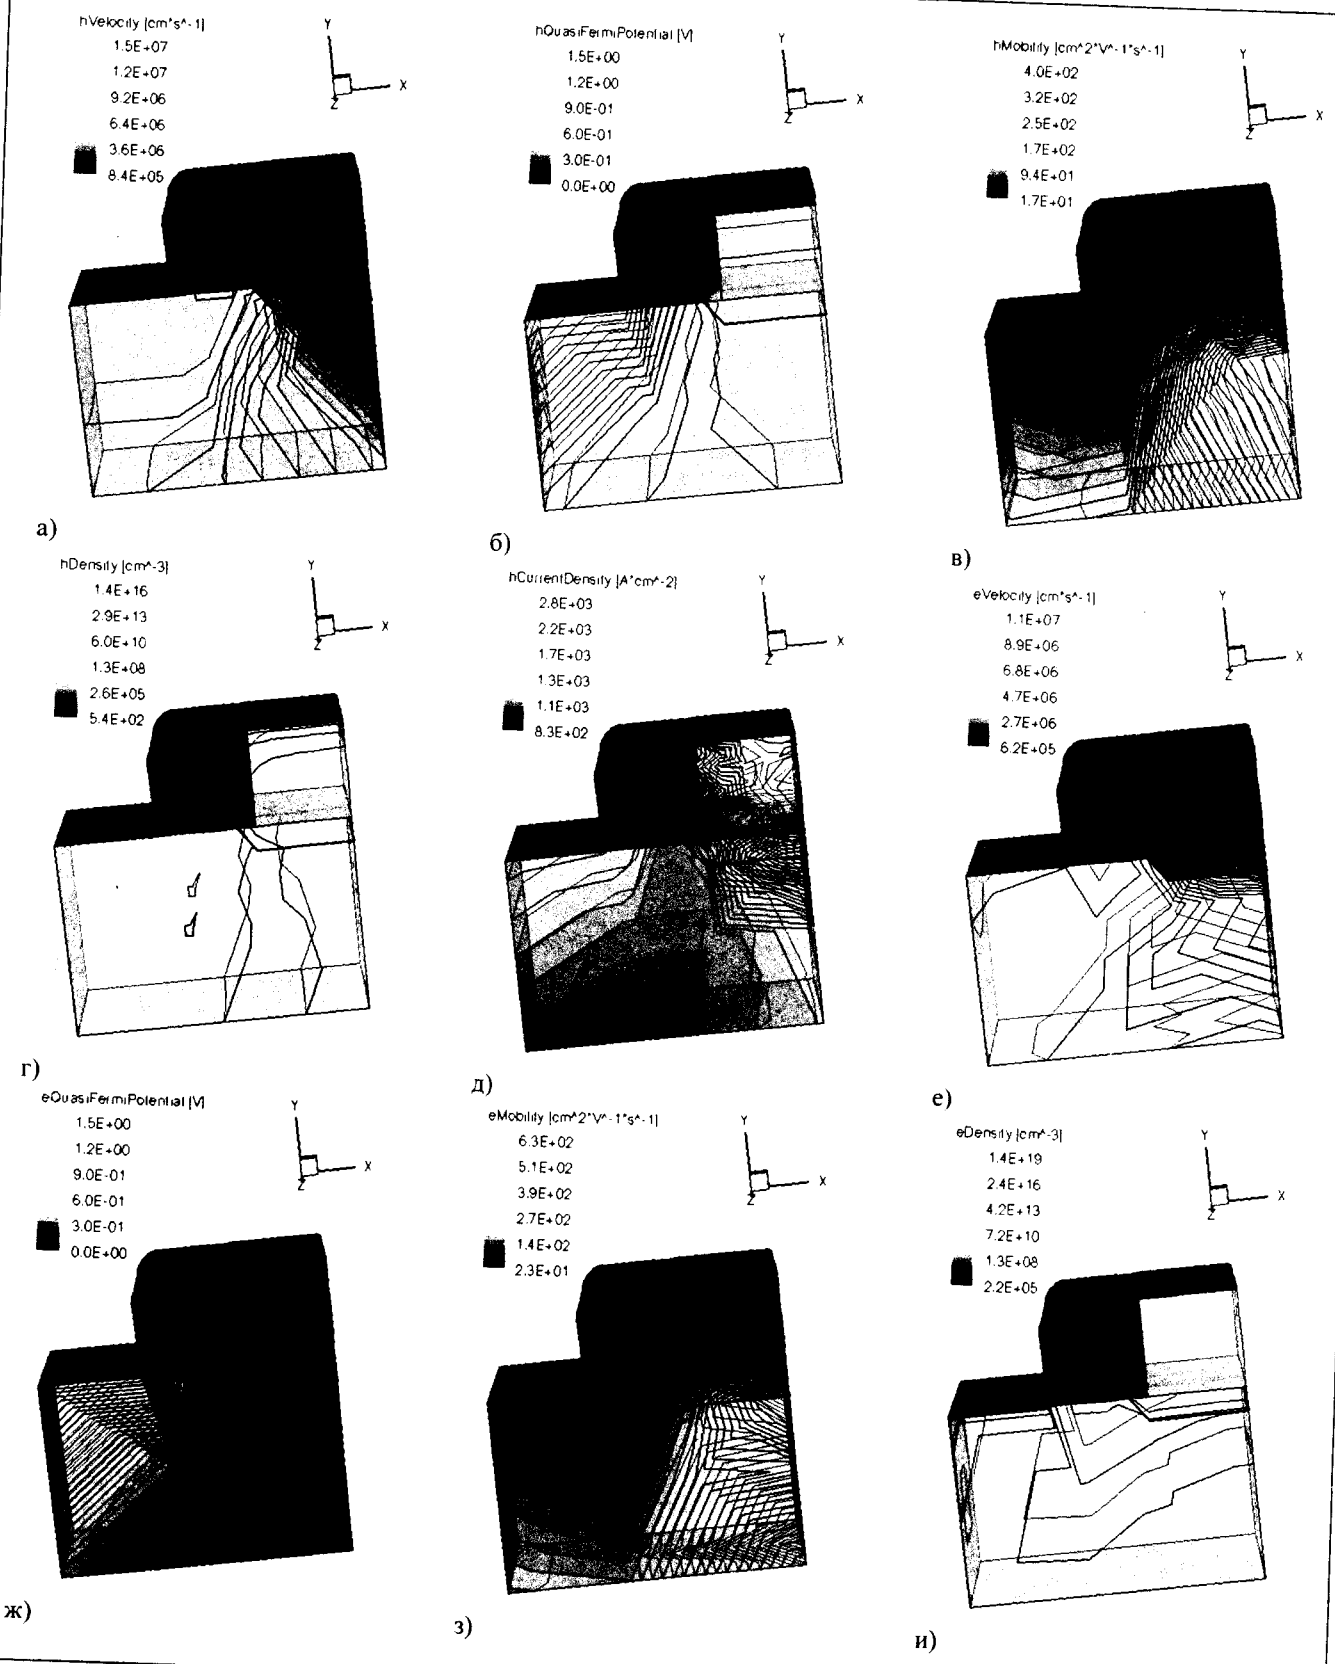 hVelocity [cm*s^-1]
1.5E+07
1.2E+07
9.2E+06
6.4E+06
3.6E+06
8.4E+05
Y
X
Z
а)
hQuasiFermiPotential [V]
1.5E+00
1.2E+00
9.0E-01
6.0E-01
3.0E-01
0.0E+00
Y
X
Z
б)
hMobility [cm^2*V^-1*s^-1]
4.0E+02
3.2E+02
2.5E+02
1.7E+02
9.4E+01
1.7E+01
Y
X
Z
в)
hDensity [cm^-3]
1.4E+16
2.9E+13
6.0E+10
1.3E+08
2.6E+05
5.4E+02
Y
X
Z
г)
hCurrentDensity [A*cm^-2]
2.8E+03
2.2E+03
1.7E+03
1.3E+03
1.1E+03
8.3E+02
Y
X
Z
д)
eVelocity [cm*s^-1]
1.1E+07
8.9E+06
6.8E+06
4.7E+06
2.7E+06
6.2E+05
Y
X
Z
е)
eQuasiFermiPotential [V]
1.5E+00
1.2E+00
9.0E-01
6.0E-01
3.0E-01
0.0E+00
Y
X
Z
ж)
eMobility [cm^2*V^-1*s^-1]
6.3E+02
5.1E+02
3.9E+02
2.7E+02
1.4E+02
2.3E+01
Y
X
Z
з)
eDensity [cm^-3]
1.4E+19
2.4E+16
4.2E+13
7.2E+10
1.3E+08
2.2E+05
Y
X
Z
и)